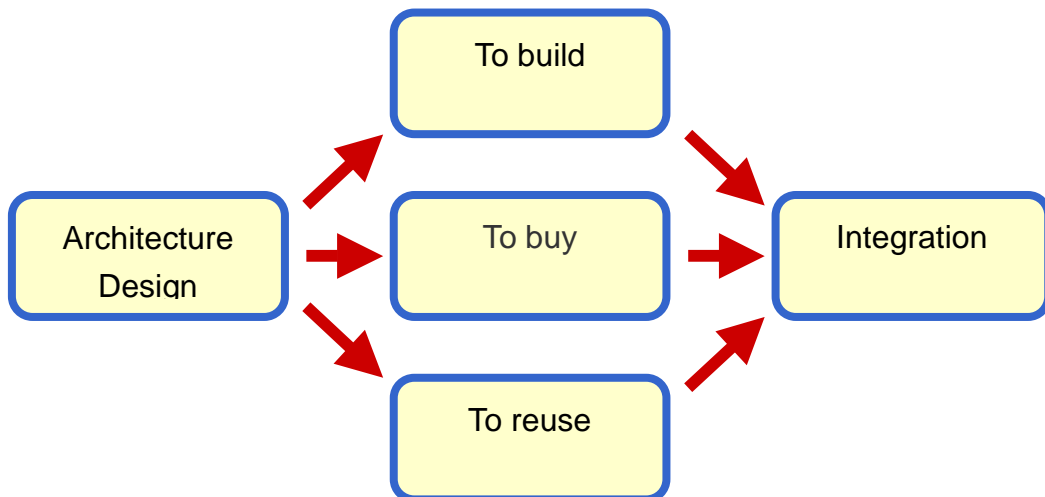 To build
Architecture
Design
To buy
Integration
To reuse